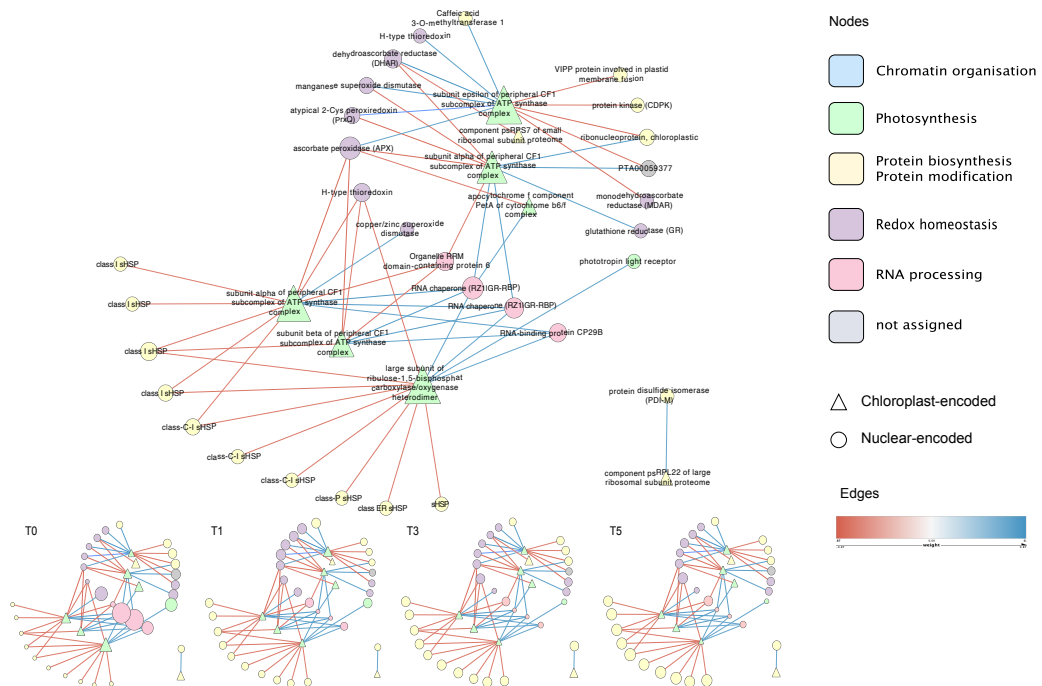 Caffeic acid
3-O-methyltransferase 1
H-type thioredoxin
dehydroascorbate reductase
(DHAR)
VIPP protein involved in plastid
membrane fusion
manganese superoxide dismutase
subunit epsilon of peripheral CF1
subcomplex of ATP synthase
complex
protein kinase (CDPK)
atypical 2-Cys peroxiredoxin
(PrxQ)
component psRPS7 of small
ribosomal subunit proteome
ribonucleoprotein, chloroplastic
ascorbate peroxidase (APX)
subunit alpha of peripheral CF1
subcomplex of ATP synthase
complex
PTA00059377
H-type thioredoxin
apocytochrome f component
PetA of cytochrome b6/f
complex
monodehydroascorbate
reductase (MDAR)
copper/zinc superoxide
dismutase
glutathione reductase (GR)
Organelle RRM
domain-containing protein 6
phototropin light receptor
class I sHSP
subunit alpha of peripheral CF1
subcomplex of ATP synthase
complex
RNA chaperone (RZ1|GR-RBP)
class I sHSP
RNA chaperone (RZ1|GR-RBP)
subunit beta of peripheral CF1
subcomplex of ATP synthase
complex
RNA-binding protein CP29B
class I sHSP
large subunit of
ribulose-1,5-bisphosphat
carboxylase/oxygenase
heterodimer
class I sHSP
protein disulfide isomerase
(PDI-M)
class-C-I sHSP
class-C-I sHSP
class-C-I sHSP
component psRPL22 of large
ribosomal subunit proteome
class-P sHSP
class ER sHSP
sHSP
T0
T1
T3
T5
Nodes
Chromatin organisation
Photosynthesis
Protein biosynthesis
Protein modification
Redox homeostasis
RNA processing
not assigned
Chloroplast-encoded
Nuclear-encoded
Edges
0.00
weight